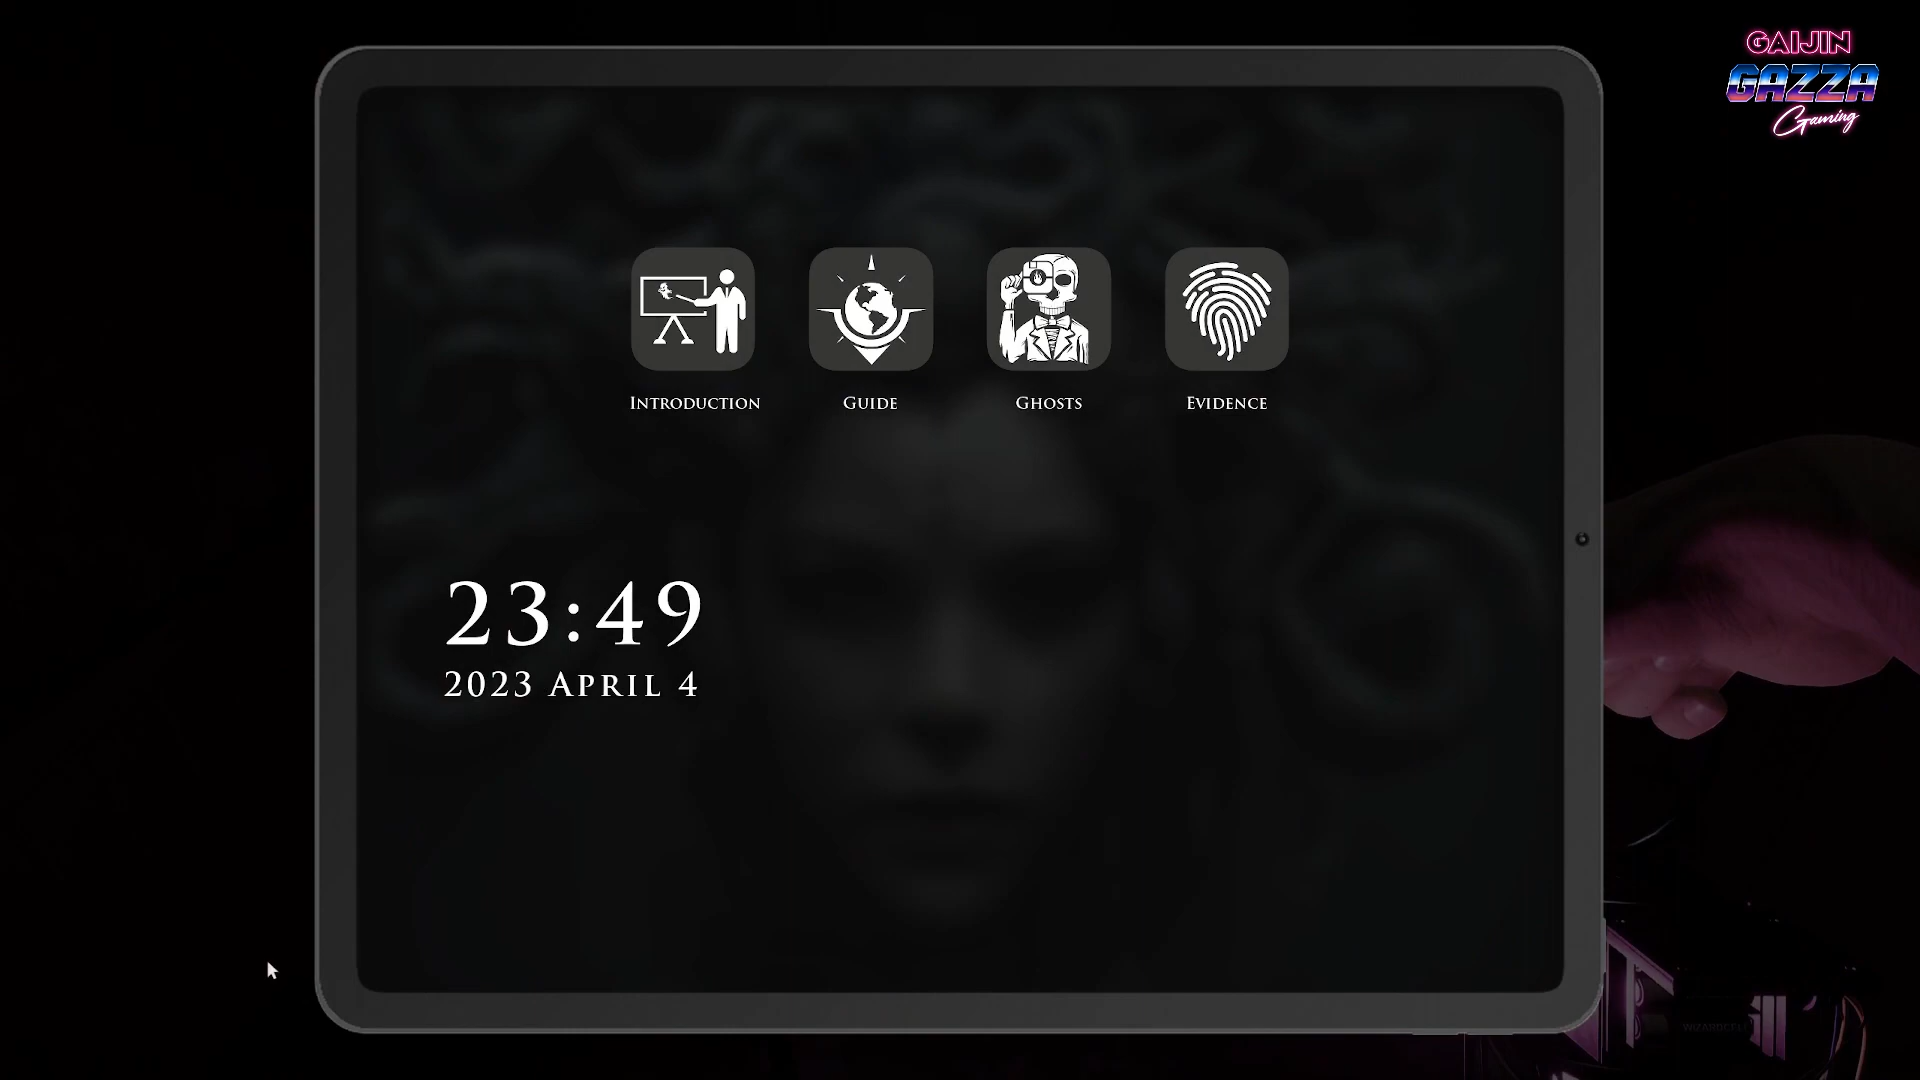 GAIJIN
GAZZA
Gaming
INTRODUCTION
GUIDE
GHOSTS
EVIDENCE
23:49
2023 APRIL 4